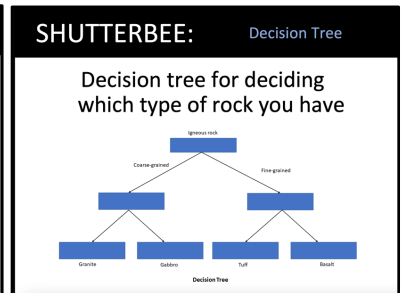 SHUTTERBEE: Decision Tree
Decision tree for deciding
which type of rock you have
Igneous rock
Coarse-grained
Fine-grained
Granite Gabbro Tuff Basalt
Decision Tree